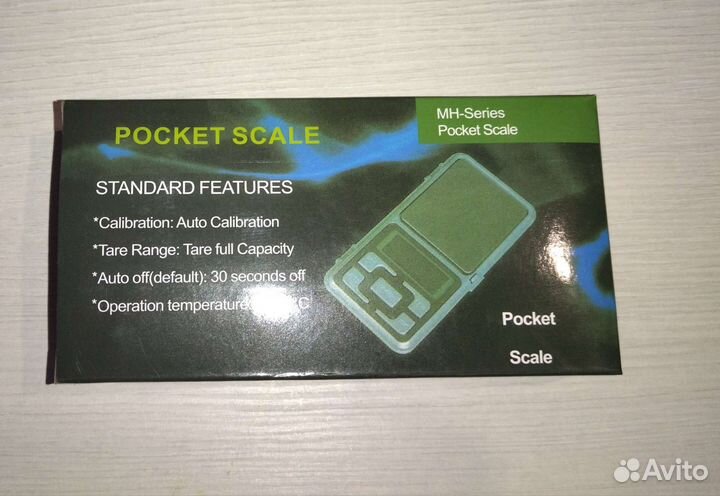 MH-Series
Pocket Scale
POCKET SCALE
STANDARD FEATURES
*Calibration: Auto Calibration
*Tare Range: Tare full Capacity
*Auto off(default): 30 seconds off
*Operation temperature: C
Pocket
Scale
Avito